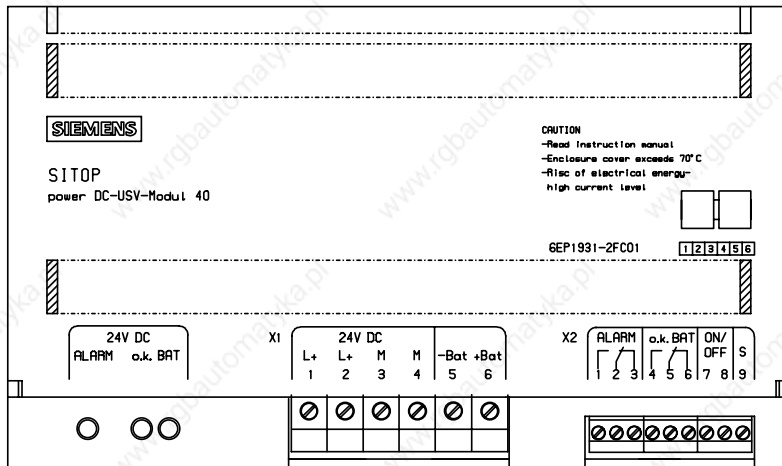 SIEMENS
SITOP
power DC-USV-Modul 40
CAUTION
-Read instruction manual
-Enclosure cover exceeds 70°C
-Risc of electrical energy-
high current level
6EP1931-2FC01
1 2 3 4 5 6
24V DC
ALARM o.k. BAT
X1
24V DC
L+ L+ M M -Bat +Bat
1 2 3 4 5 6
X2
ALARM o.k. BAT ON/
OFF S
1 2 3 4 5 6 7 8 9
www.rgbautomatyka.pl